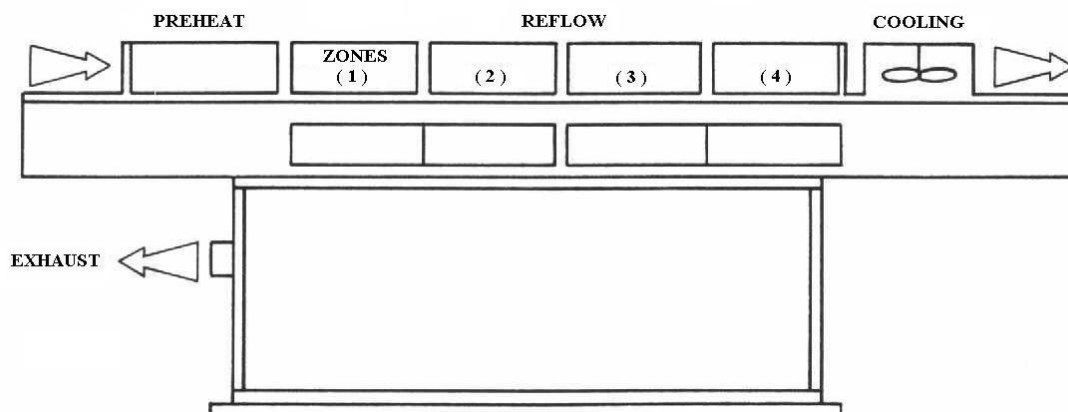 PREHEAT REFLOW COOLING
ZONES
( 1 ) ( 2 ) ( 3 ) ( 4 )
EXHAUST